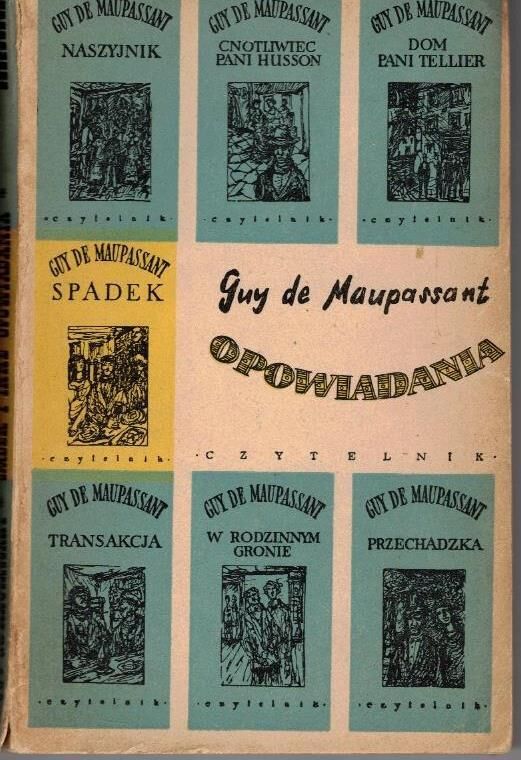 GUY DE MAUPASSANT
NASZYJNIK
czytelnik
GUY DE MAUPASSANT
CNOTLIWIEC
PANI HUSSON
czytelnik
GUY DE MAUPASSANT
DOM
PANI TELLIER
czytelnik
GUY DE MAUPASSANT
SPADEK
czytelnik
Guy de Maupassant
OPOWIADANIA
· C Z Y T E L N I K ·
GUY DE MAUPASSANT
TRANSAKCJA
czytelnik
GUY DE MAUPASSANT
W RODZINNYM
GRONIE
czytelnik
GUY DE MAUPASSANT
PRZECHADZKA
czytelnik